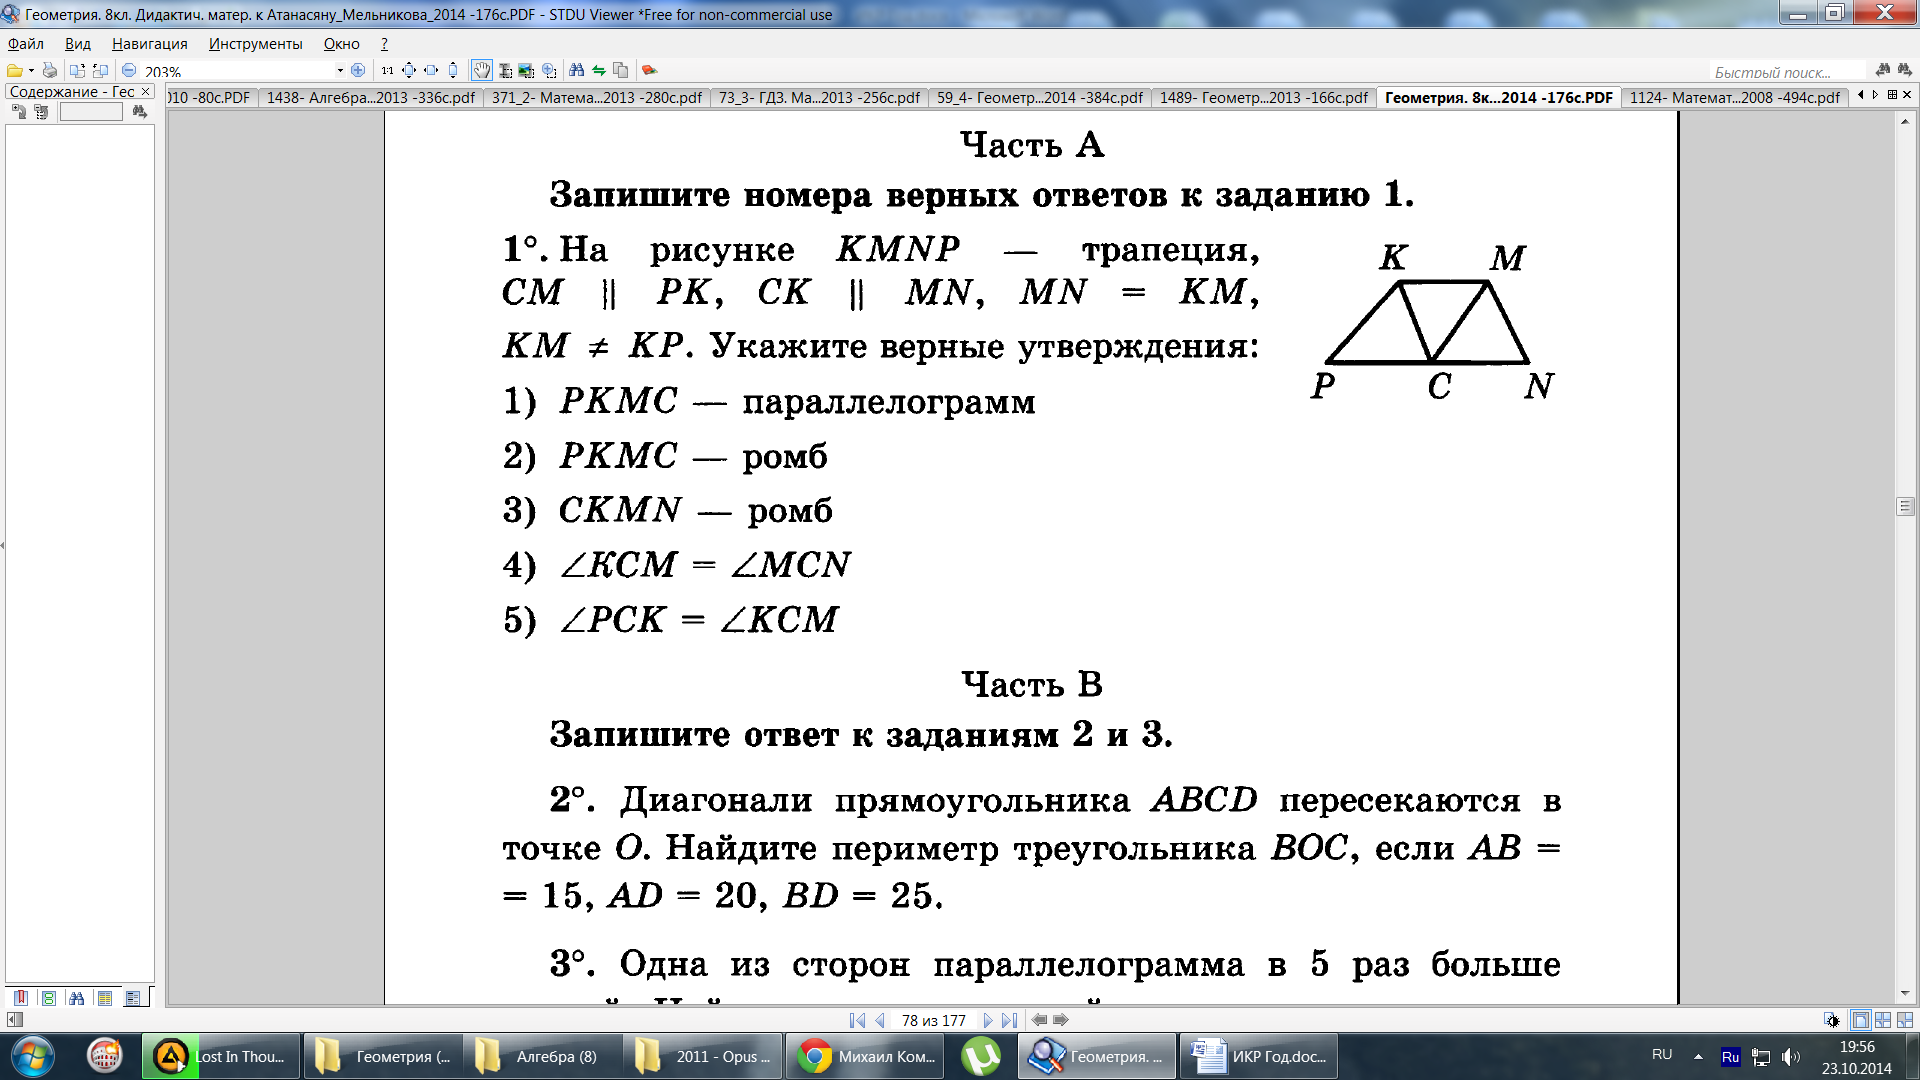 Геометрия. 8кл. Дидактич. матер. к Атанасяну_Мельникова_2014 -176с.PDF - STDU Viewer *Free for non-commercial use
Файл Вид Навигация Инструменты Окно ?
203% 1:1 Быстрый поиск...
Содержание - Гес
010 -80с.PDF 1438- Алгебра...2013 -336с.pdf 371_2- Матема...2013 -280с.pdf 73_3- ГДЗ. Ма...2013 -256с.pdf 59_4- Геометр...2014 -384с.pdf 1489- Геометр...2013 -166с.pdf Геометрия. 8к...2014 -176с.PDF 1124- Математ...2008 -494с.pdf
Часть А
Запишите номера верных ответов к заданию 1.
1°. На рисунке KMNP — трапеция,
CM || PK, CK || MN, MN = KM,
KM ≠ KP. Укажите верные утверждения:
K M
P C N
1) PKMC — параллелограмм
2) PKMC — ромб
3) CKMN — ромб
4) ∠KCM = ∠MCN
5) ∠PCK = ∠KCM
Часть В
Запишите ответ к заданиям 2 и 3.
2°. Диагонали прямоугольника ABCD пересекаются в
точке O. Найдите периметр треугольника BOC, если AB =
= 15, AD = 20, BD = 25.
3°. Одна из сторон параллелограмма в 5 раз больше
78 из 177
Lost In Thou... Геометрия (... Алгебра (8) 2011 - Opus ... Михаил Ком... Геометрия. ... ИКР Год.doc... RU Ru 19:56
23.10.2014